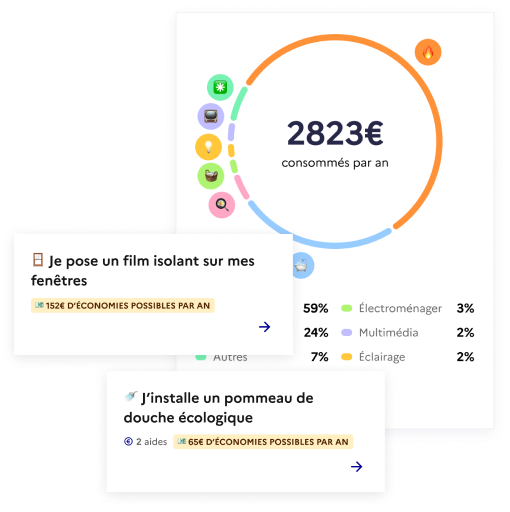 2823€
consommés par an
Je pose un film isolant sur mes
fenêtres
152€ D'ÉCONOMIES POSSIBLES PAR AN
59% Électroménager 3%
24% Multimédia 2%
Autres 7% Éclairage 2%
J'installe un pommeau de
douche écologique
2 aides 65€ D'ÉCONOMIES POSSIBLES PAR AN